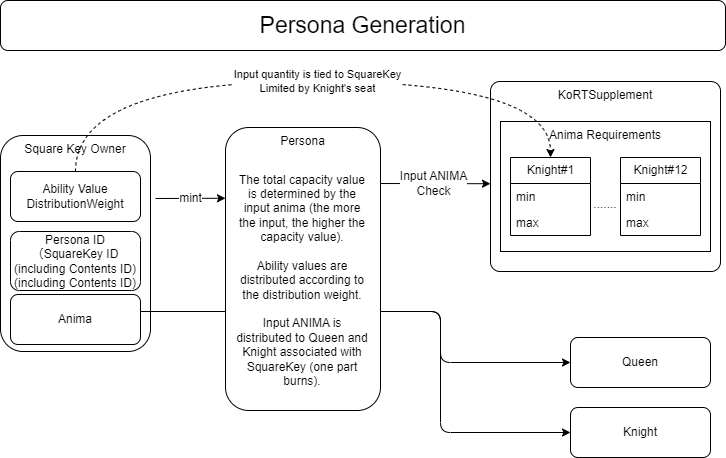 Persona Generation
Input quantity is tied to SquareKey
Limited by Knight's seat
KoRTSupplement
Square Key Owner
Persona
Anima Requirements
Ability Value
DistributionWeight
mint
The total capacity value
is determined by the
input anima (the more
the input, the higher the
capacity value).
Ability values are
distributed according to
the distribution weight.
Input ANIMA is
distributed to Queen and
Knight associated with
SquareKey (one part
burns).
Input ANIMA
Check
Knight#1
min
max
.......
Knight#12
min
max
Persona ID
(SquareKey ID
(including Contents ID)
(including Contents ID)
Anima
Queen
Knight